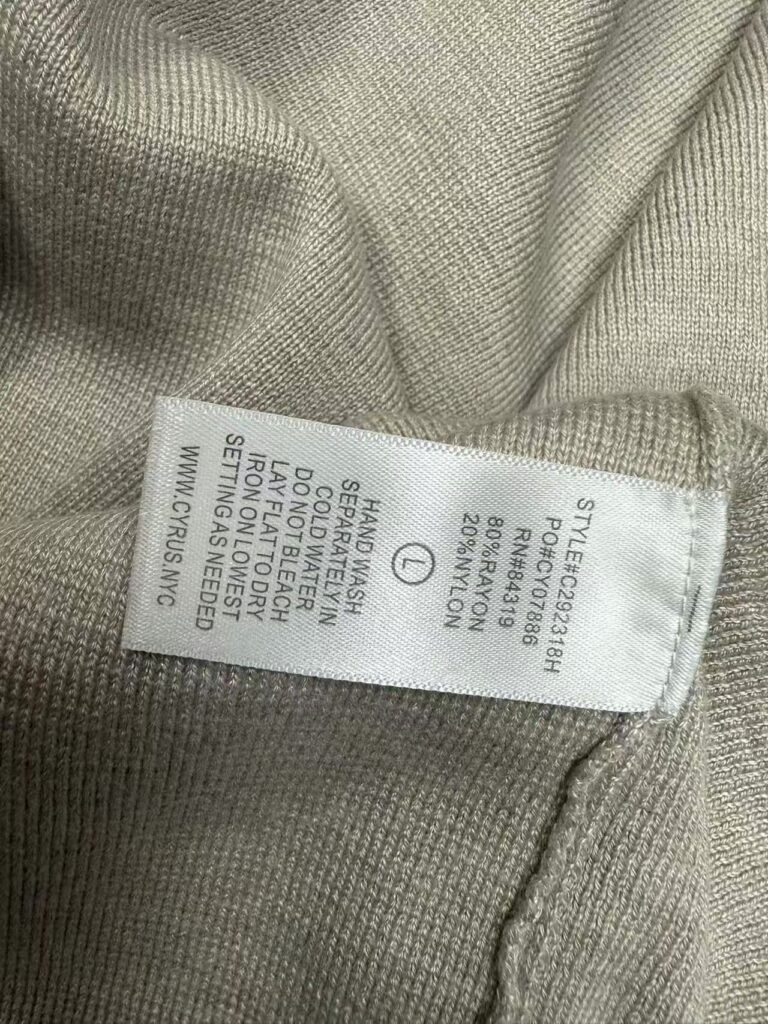 STYLE#C292318H
PO#CY07886
RN#84319
80%RAYON
20%NYLON
L
HAND WASH
SEPARATELY IN
COLD WATER
DO NOT BLEACH
LAY FLAT TO DRY
IRON ON LOWEST
SETTING AS NEEDED
WWW.CYRUS.NYC